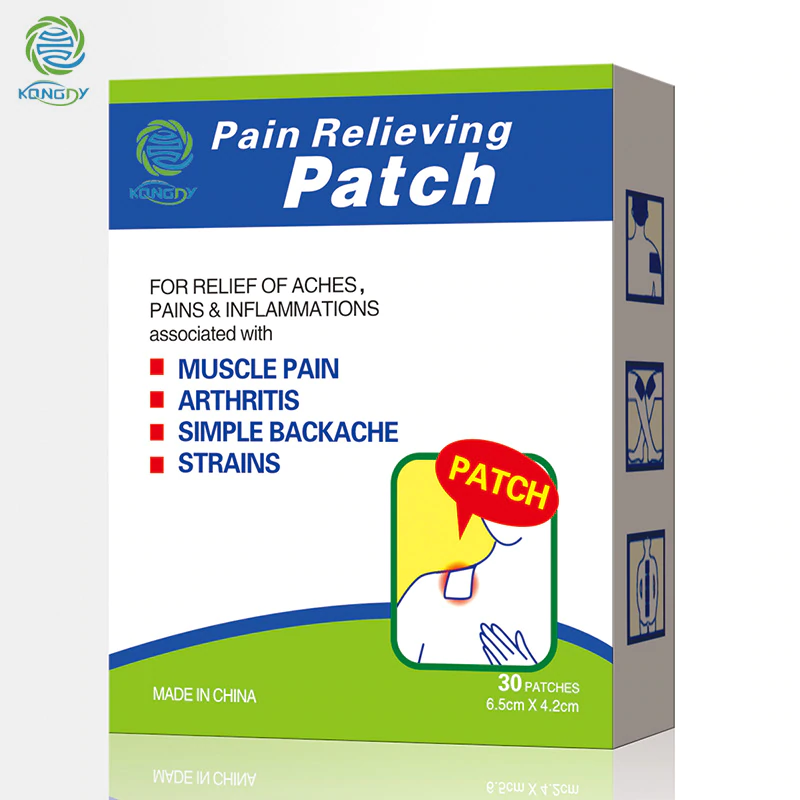 KONGDY
Pain Relieving
Patch
KONGDY
FOR RELIEF OF ACHES,
PAINS & INFLAMMATIONS
associated with
MUSCLE PAIN
ARTHRITIS
SIMPLE BACKACHE
STRAINS
PATCH
30 PATCHES
6.5cm X 4.2cm
MADE IN CHINA